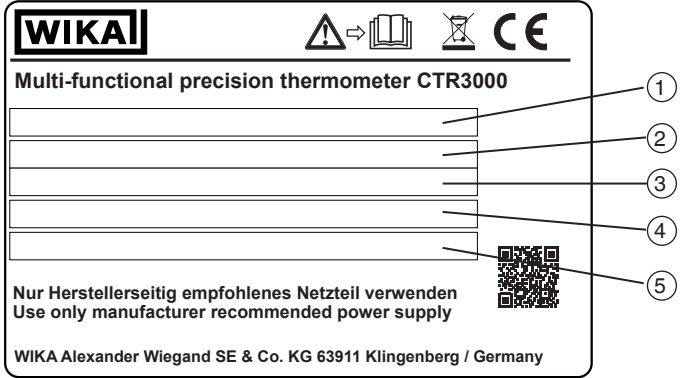 WIKA
CE
Multi-functional precision thermometer CTR3000
1
2
3
4
5
Nur Herstellerseitig empfohlenes Netzteil verwenden
Use only manufacturer recommended power supply
WIKA Alexander Wiegand SE & Co. KG 63911 Klingenberg / Germany